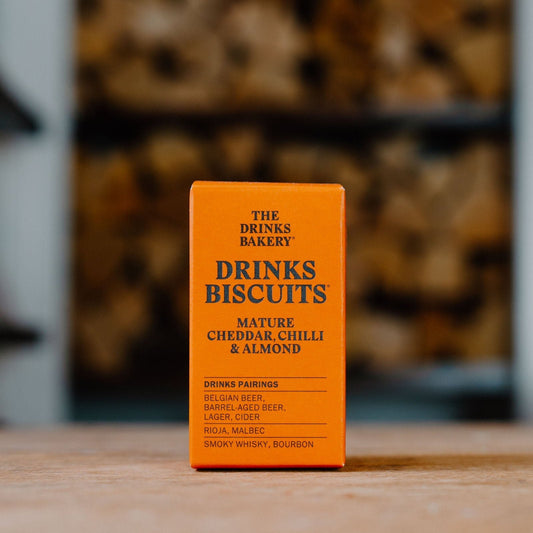 THE
DRINKS
BAKERY®
DRINKS
BISCUITS®
MATURE
CHEDDAR, CHILLI
& ALMOND
DRINKS PAIRINGS
BELGIAN BEER,
BARREL-AGED BEER,
LAGER, CIDER
RIOJA, MALBEC
SMOKY WHISKY, BOURBON